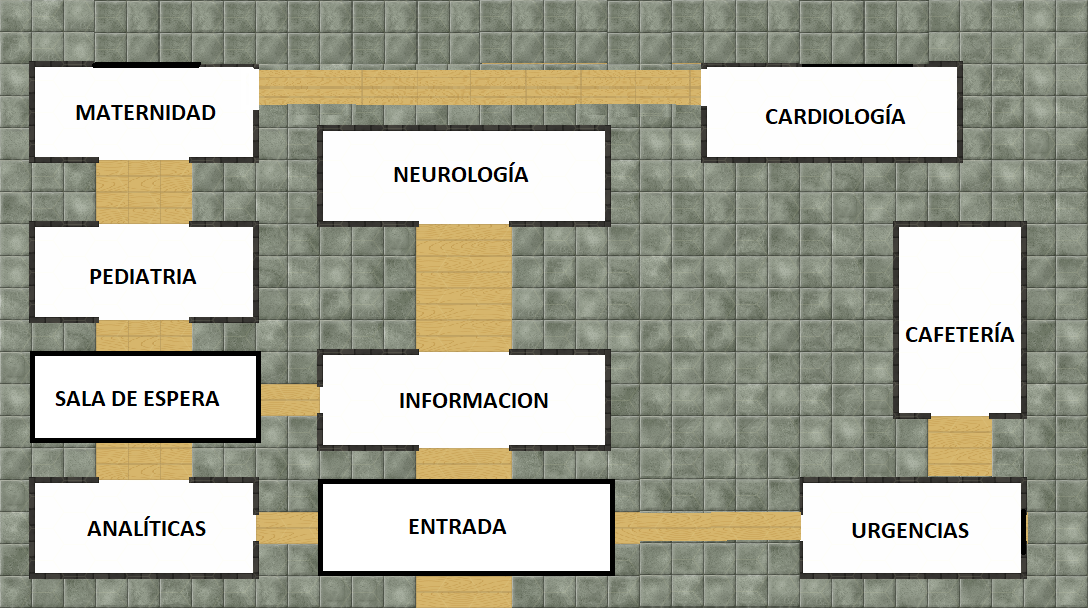 MATERNIDAD
CARDIOLOGÍA
NEUROLOGÍA
PEDIATRIA
CAFETERÍA
SALA DE ESPERA
INFORMACION
ANALÍTICAS
ENTRADA
URGENCIAS